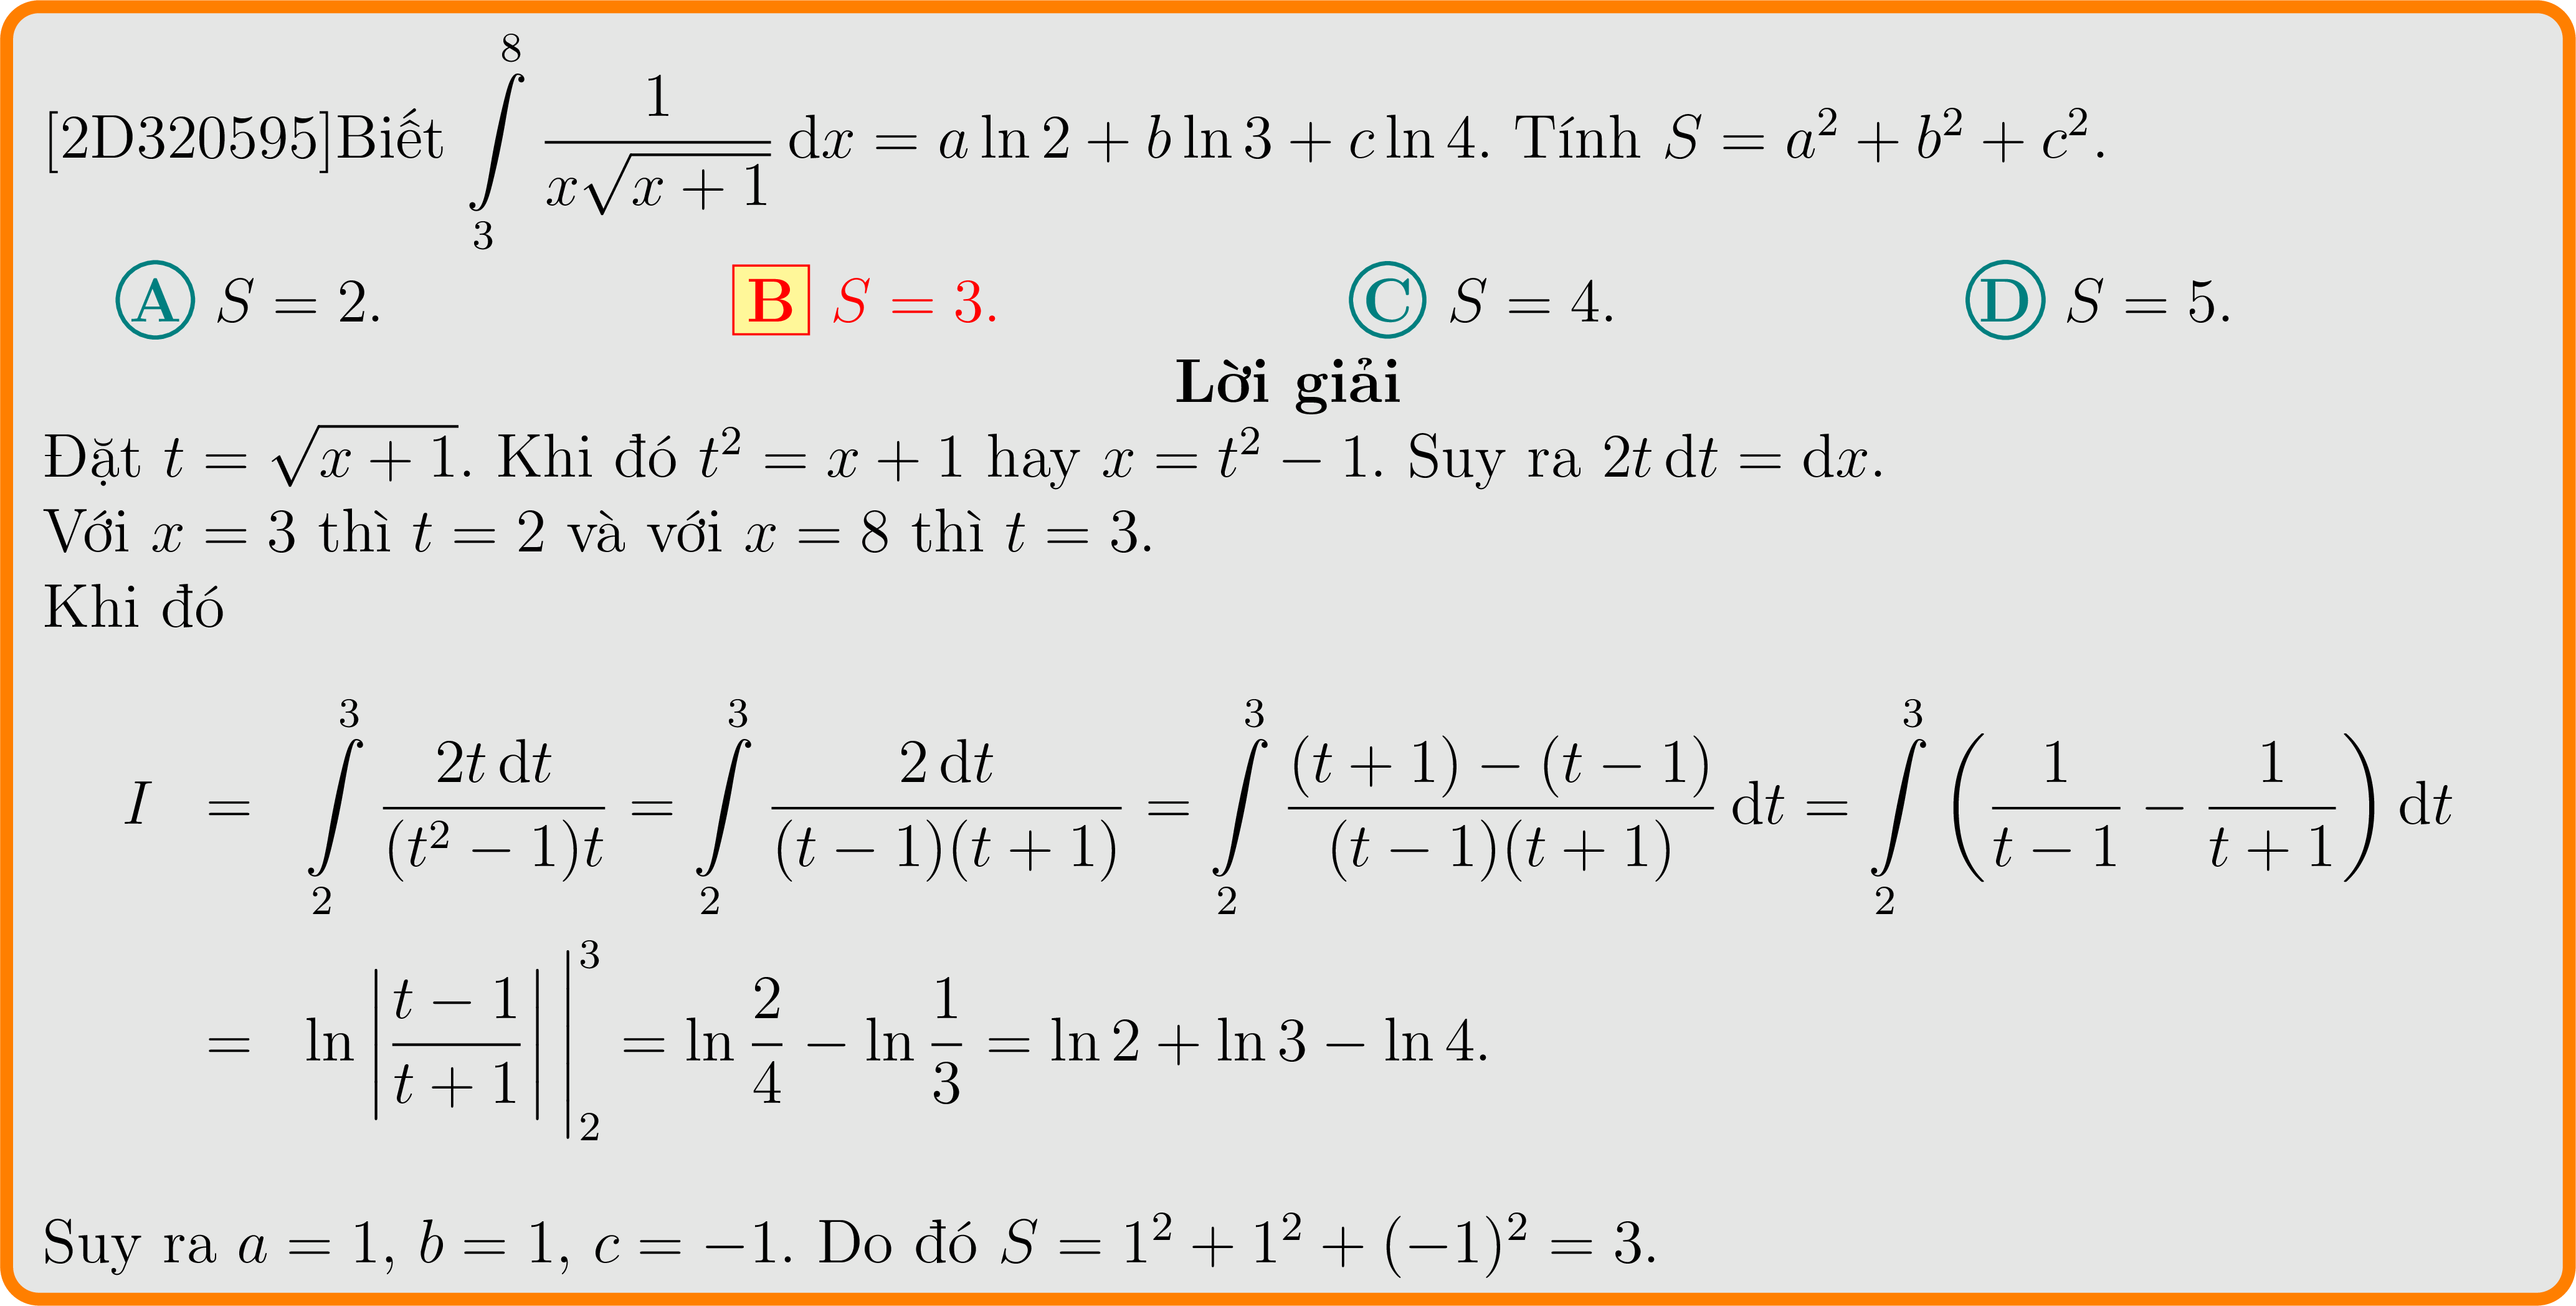 [2D320595]Biết $\int\limits_3^8 \frac{1}{x\sqrt{x+1}} \, \mathrm{d}x = a \ln 2 + b \ln 3 + c \ln 4$. Tính $S = a^2 + b^2 + c^2$.
A S = 2. B S = 3. C S = 4. D S = 5.
Lời giải
Đặt $t = \sqrt{x+1}$. Khi đó $t^2 = x + 1$ hay $x = t^2 - 1$. Suy ra $2t \, \mathrm{d}t = \mathrm{d}x$.
Với $x = 3$ thì $t = 2$ và với $x = 8$ thì $t = 3$.
Khi đó
$I = \int\limits_2^3 \frac{2t \, \mathrm{d}t}{(t^2-1)t} = \int\limits_2^3 \frac{2 \, \mathrm{d}t}{(t-1)(t+1)} = \int\limits_2^3 \frac{(t+1)-(t-1)}{(t-1)(t+1)} \, \mathrm{d}t = \int\limits_2^3 \left( \frac{1}{t-1} - \frac{1}{t+1} \right) \mathrm{d}t$
$= \ln \left| \frac{t-1}{t+1} \right| \Big|_2^3 = \ln \frac{2}{4} - \ln \frac{1}{3} = \ln 2 + \ln 3 - \ln 4.$
Suy ra $a = 1$, $b = 1$, $c = -1$. Do đó $S = 1^2 + 1^2 + (-1)^2 = 3$.